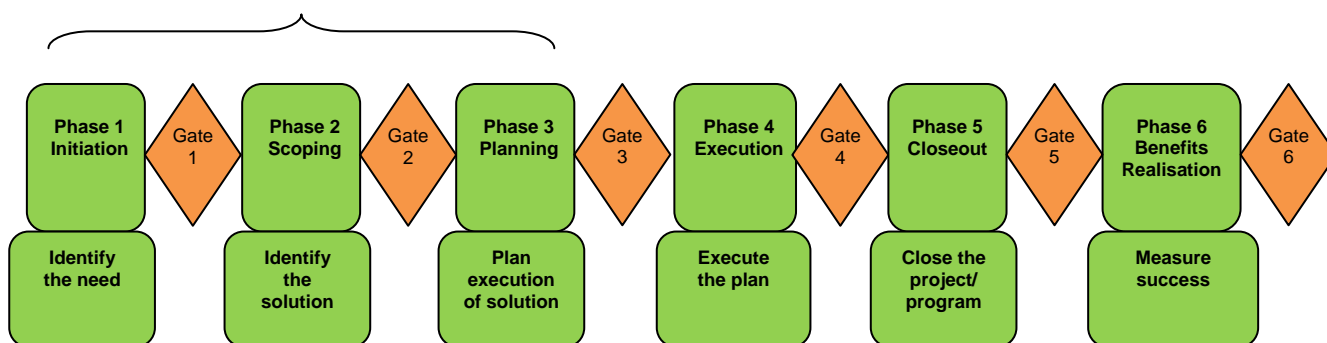 Phase 1
Initiation
Gate
1
Phase 2
Scoping
Gate
2
Phase 3
Planning
Gate
3
Phase 4
Execution
Gate
4
Phase 5
Closeout
Gate
5
Phase 6
Benefits
Realisation
Gate
6
Identify
the need
Identify
the
solution
Plan
execution
of solution
Execute
the plan
Close the
project/
program
Measure
success